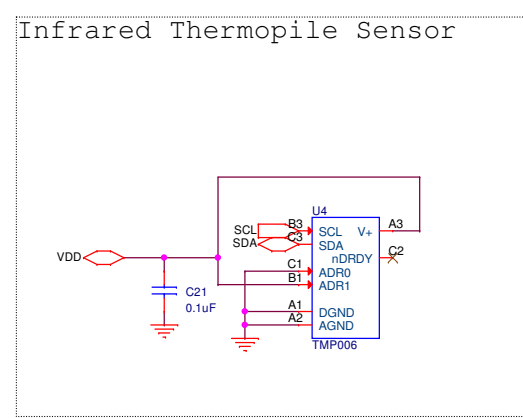 Infrared Thermopile Sensor
U4
SCL B3 SCL V+ A3
SDA C3 SDA
nDRDY C2
VDD
C1 ADR0
B1 ADR1
C21
0.1uF
A1 DGND
A2 AGND
TMP006